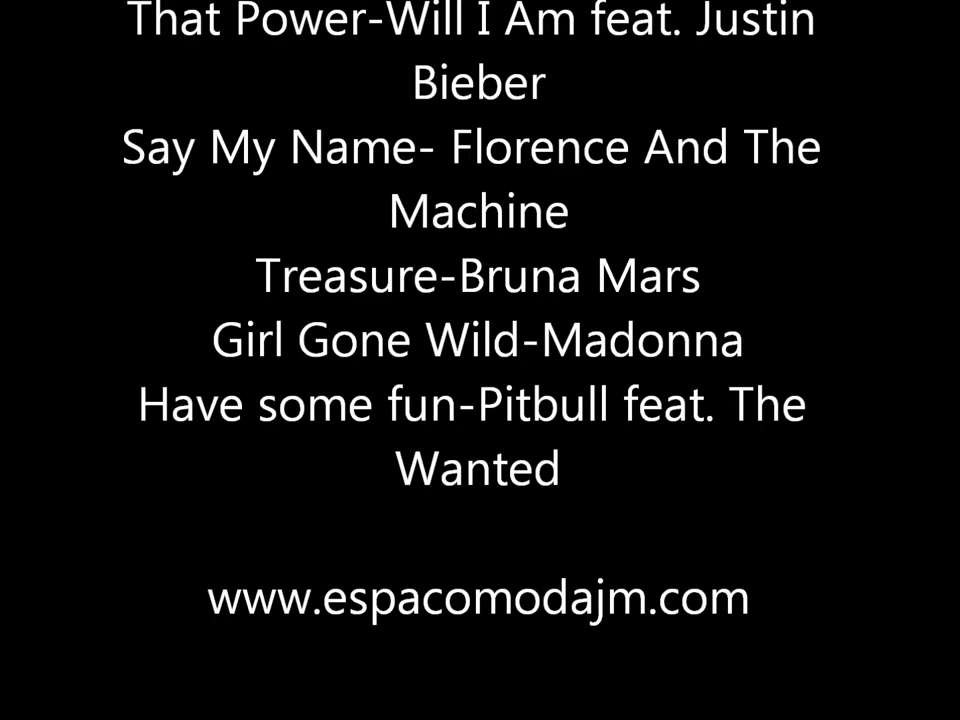 That Power-Will I Am feat. Justin
Bieber
Say My Name- Florence And The
Machine
Treasure-Bruna Mars
Girl Gone Wild-Madonna
Have some fun-Pitbull feat. The
Wanted
www.espacomodajm.com